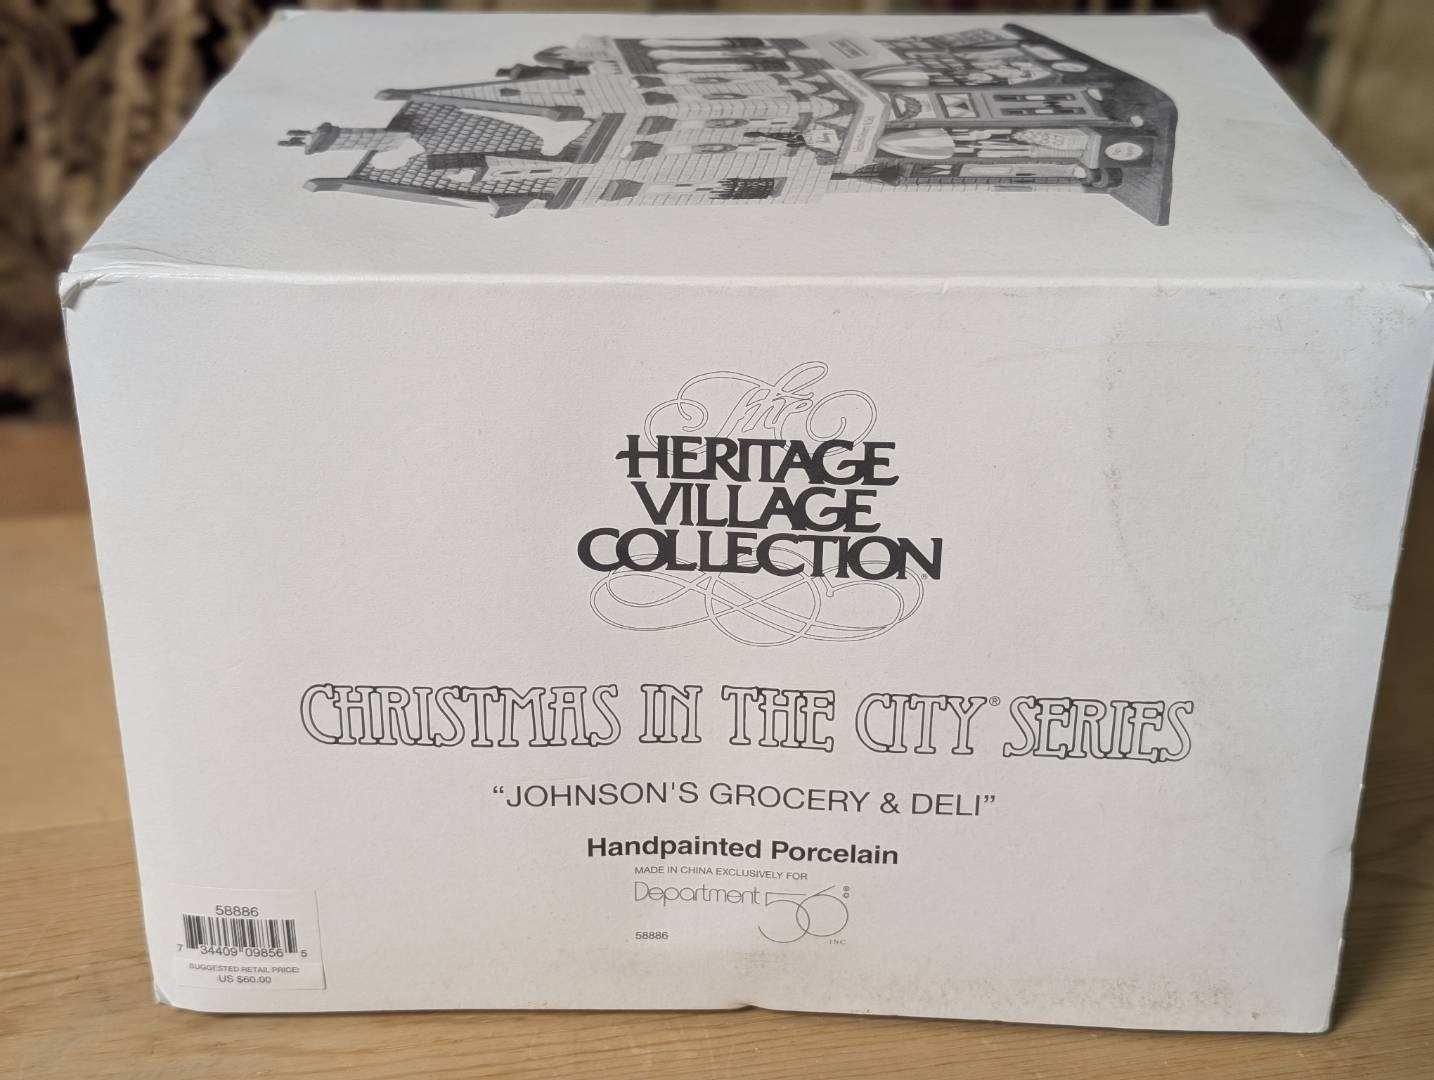 The
HERITAGE
VILLAGE
COLLECTION®
CHRISTMAS IN THE CITY® SERIES
“JOHNSON'S GROCERY & DELI”
Handpainted Porcelain
MADE IN CHINA EXCLUSIVELY FOR
Department 56®©
INC.
58886
58886
7 34409 09856 5
SUGGESTED RETAIL PRICE:
US $60.00